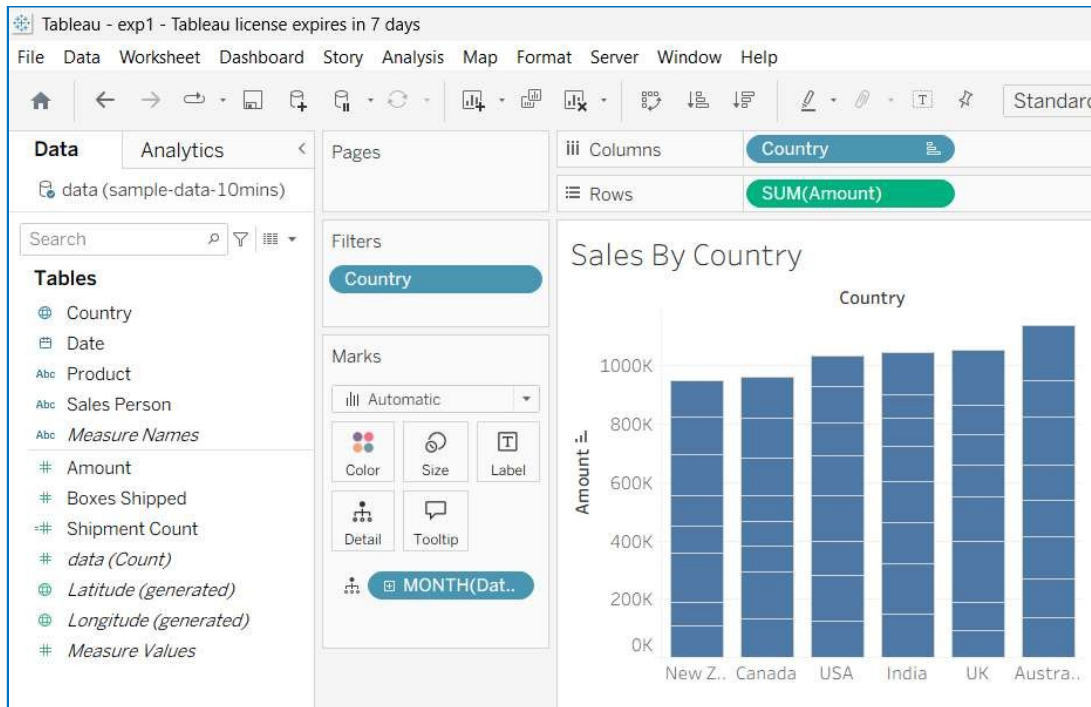 Tableau - exp1 - Tableau license expires in 7 days
File Data Worksheet Dashboard Story Analysis Map Format Server Window Help
Standard
Data Analytics
data (sample-data-10mins)
Search
Tables
Country
Date
Abc Product
Abc Sales Person
Abc Measure Names
# Amount
# Boxes Shipped
=# Shipment Count
# data (Count)
Latitude (generated)
Longitude (generated)
# Measure Values
Pages
Filters
Country
Marks
Automatic
Color Size Label
Detail Tooltip
MONTH(Dat..
Columns Country
Rows SUM(Amount)
Sales By Country
Country
1000K
800K
600K
400K
200K
0K
Amount
New Z.. Canada USA India UK Austra..